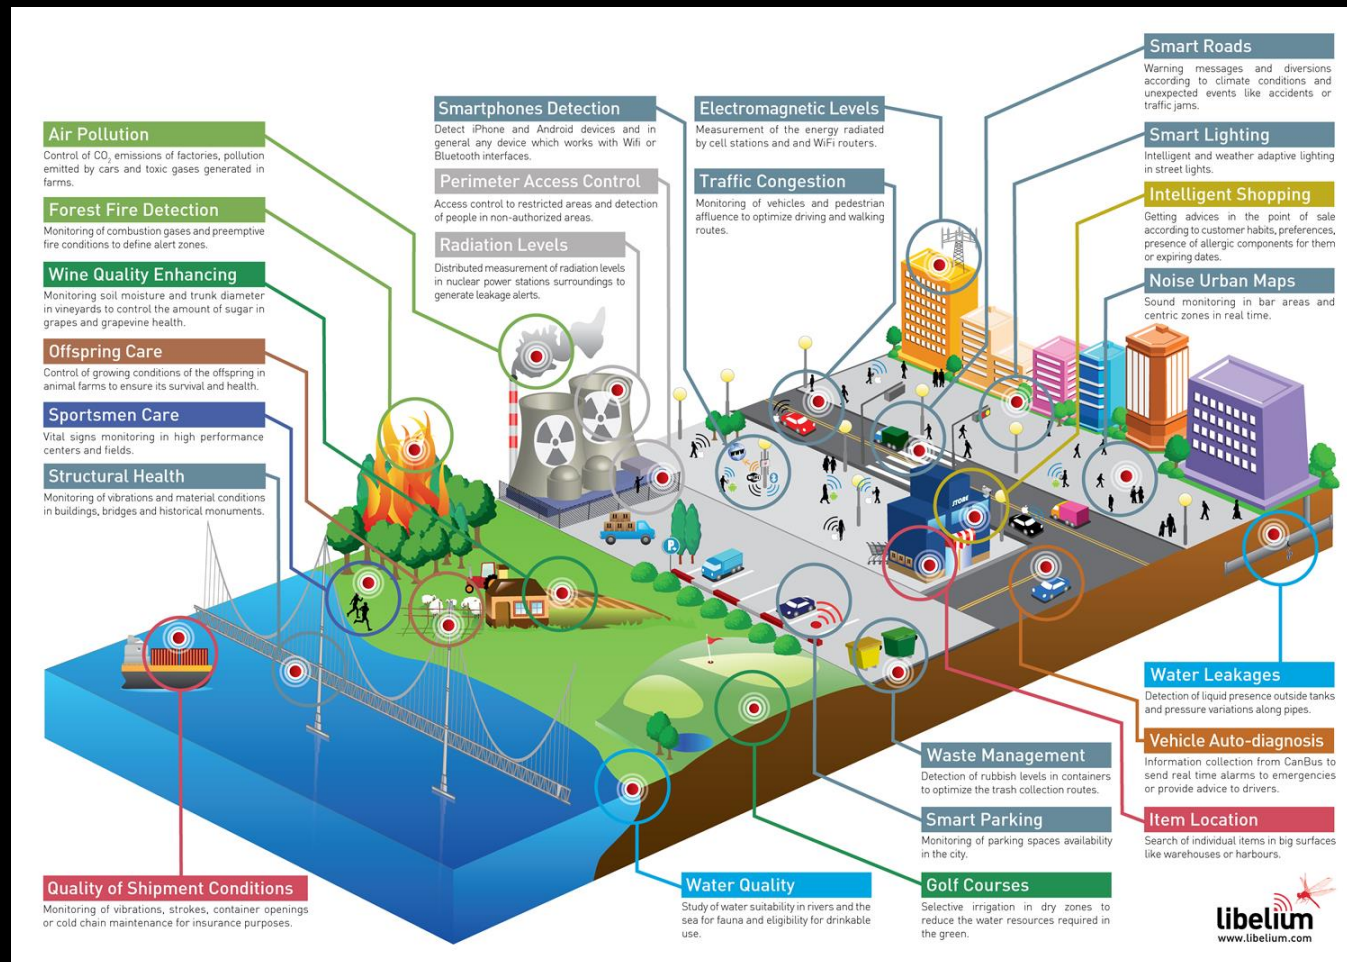 Air Pollution
Control of CO2 emissions of factories, pollution
emitted by cars and toxic gases generated in
farms.
Forest Fire Detection
Monitoring of combustion gases and preemptive
fire conditions to define alert zones.
Wine Quality Enhancing
Monitoring soil moisture and trunk diameter
in vineyards to control the amount of sugar in
grapes and grapevine health.
Offspring Care
Control of growing conditions of the offspring in
animal farms to ensure its survival and health.
Sportsmen Care
Vital signs monitoring in high performance
centers and fields.
Structural Health
Monitoring of vibrations and material conditions
in buildings, bridges and historical monuments.
Quality of Shipment Conditions
Monitoring of vibrations, strokes, container openings
or cold chain maintenance for insurance purposes.
Smartphones Detection
Detect iPhone and Android devices and in
general any device which works with Wifi or
Bluetooth interfaces.
Perimeter Access Control
Access control to restricted areas and detection
of people in non-authorized areas.
Radiation Levels
Distributed measurement of radiation levels
in nuclear power stations surroundings to
generate leakage alerts.
Electromagnetic Levels
Measurement of the energy radiated
by cell stations and and WiFi routers.
Traffic Congestion
Monitoring of vehicles and pedestrian
affluence to optimize driving and walking
routes.
Smart Roads
Warning messages and diversions
according to climate conditions and
unexpected events like accidents or
traffic jams.
Smart Lighting
Intelligent and weather adaptive lighting
in street lights.
Intelligent Shopping
Getting advices in the point of sale
according to customer habits, preferences,
presence of allergic components for them
or expiring dates.
Noise Urban Maps
Sound monitoring in bar areas and
centric zones in real time.
www
STORE
P
Water Leakages
Detection of liquid presence outside tanks
and pressure variations along pipes.
Vehicle Auto-diagnosis
Information collection from CanBus to
send real time alarms to emergencies
or provide advice to drivers.
Item Location
Search of individual items in big surfaces
like warehouses or harbours.
Waste Management
Detection of rubbish levels in containers
to optimize the trash collection routes.
Smart Parking
Monitoring of parking spaces availability
in the city.
Golf Courses
Selective irrigation in dry zones to
reduce the water resources required in
the green.
Water Quality
Study of water suitability in rivers and the
sea for fauna and eligibility for drinkable
use.
libelium
www.libelium.com